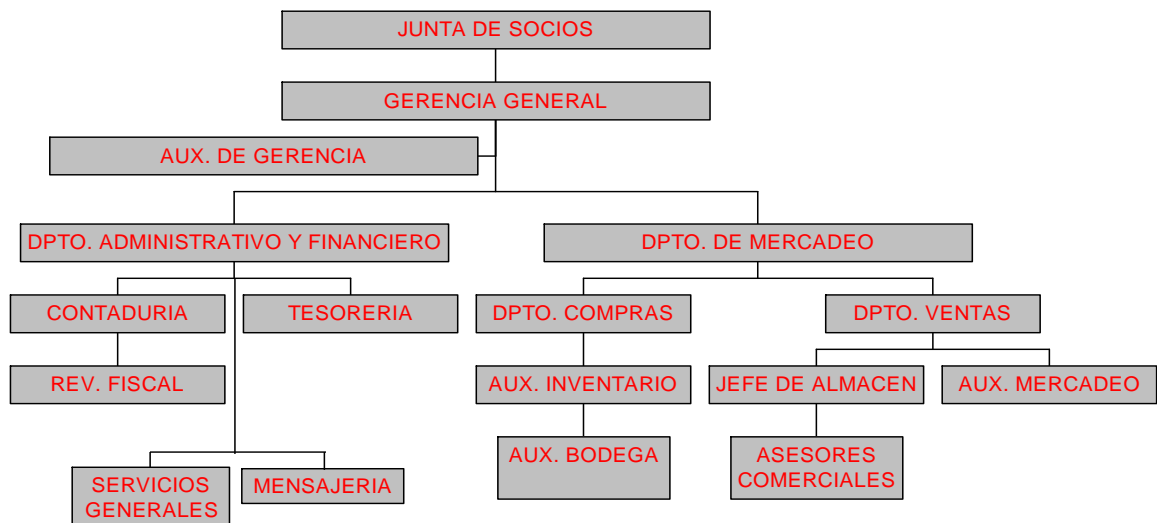 JUNTA DE SOCIOS
GERENCIA GENERAL
AUX. DE GERENCIA
DPTO. ADMINISTRATIVO Y FINANCIERO
DPTO. DE MERCADEO
CONTADURIA
TESORERIA
DPTO. COMPRAS
DPTO. VENTAS
REV. FISCAL
AUX. INVENTARIO
JEFE DE ALMACEN
AUX. MERCADEO
AUX. BODEGA
ASESORES
COMERCIALES
SERVICIOS
GENERALES
MENSAJERIA